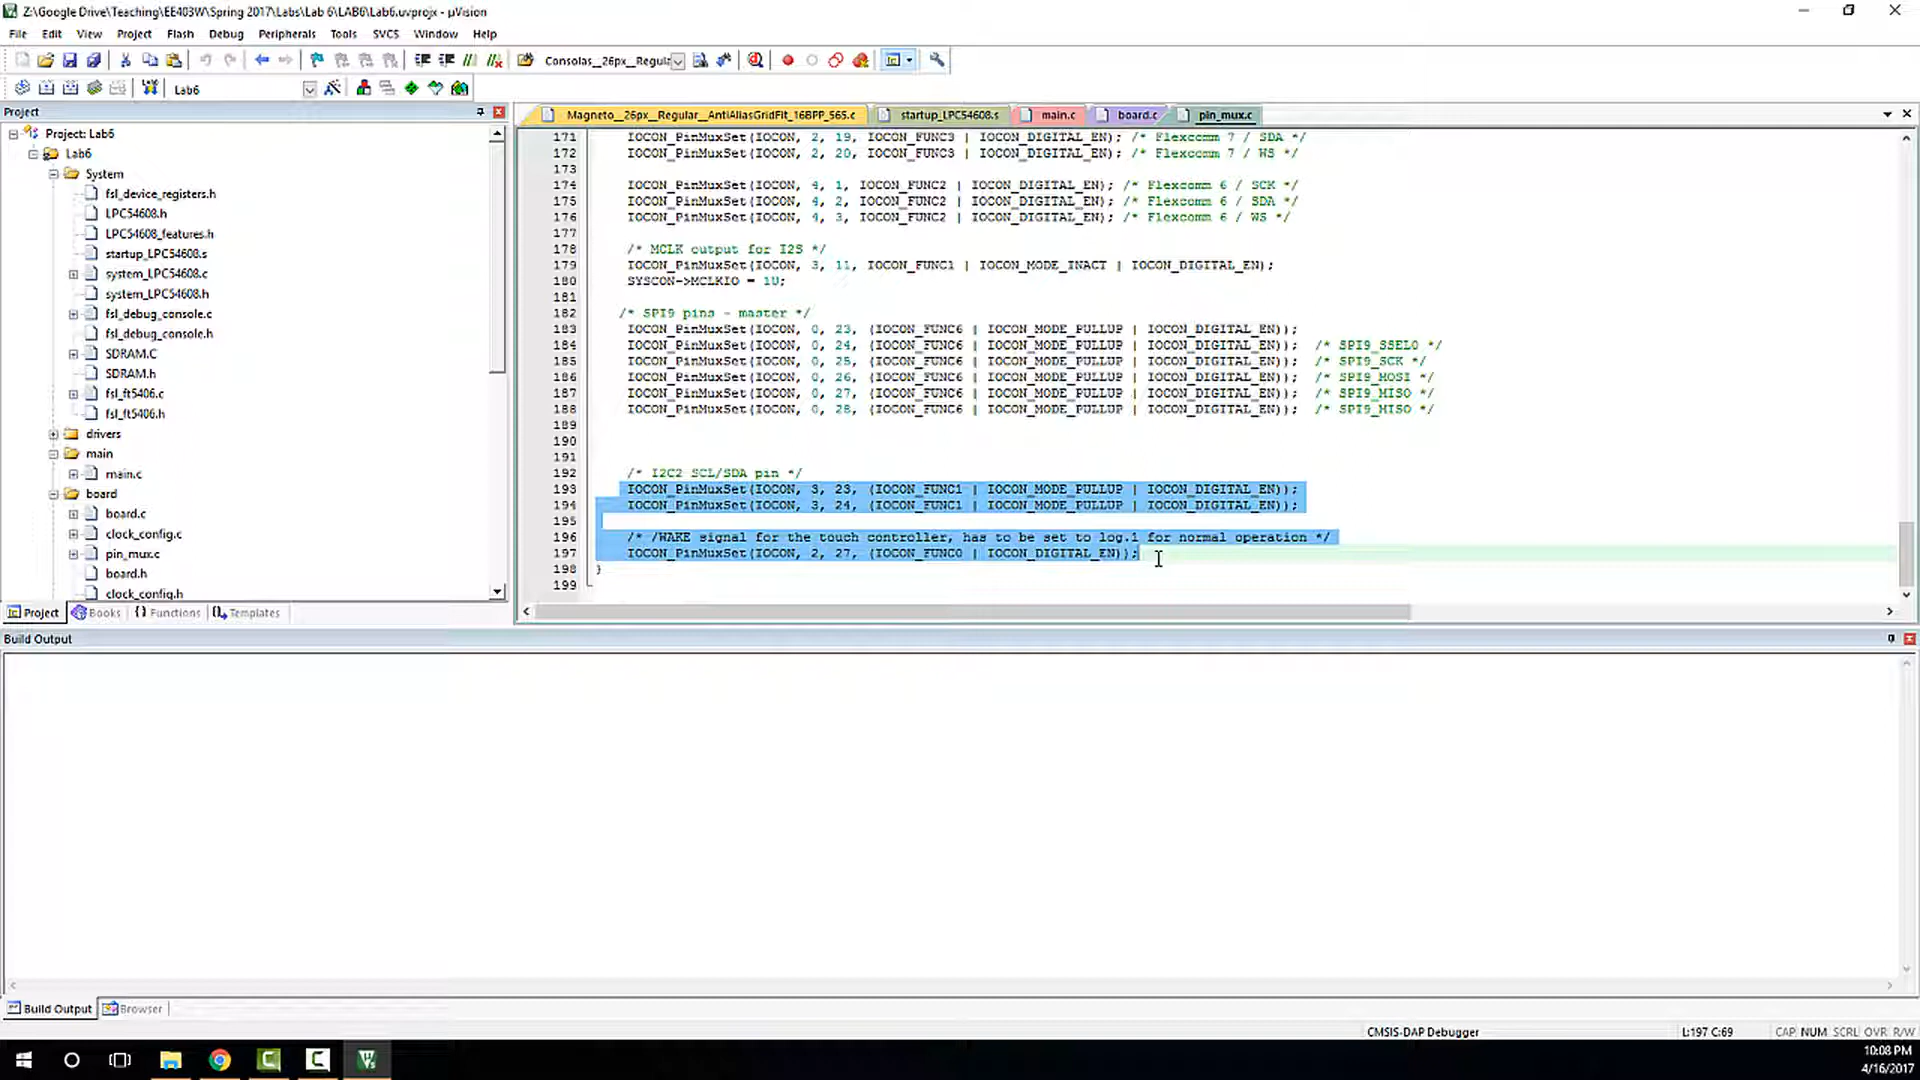 Z:\Google Drive\Teaching\EE403W\Spring 2017\Labs\Lab 6\LAB6\Lab6.uvprojx - µVision
File Edit View Project Flash Debug Peripherals Tools SVCS Window Help
Consolas__26px__Regula
Lab6
Project
Magneto__26px__Regular__AntiAliasGridFit_16BPP_565.c startup_LPC54608.s main.c board.c pin_mux.c
Project: Lab6
Lab6
System
fsl_device_registers.h
LPC54608.h
LPC54608_features.h
startup_LPC54608.s
system_LPC54608.c
system_LPC54608.h
fsl_debug_console.c
fsl_debug_console.h
SDRAM.C
SDRAM.h
fsl_ft5406.c
fsl_ft5406.h
drivers
main
main.c
board
board.c
clock_config.c
pin_mux.c
board.h
clock_config.h
Project Books Functions Templates
171 IOCON_PinMuxSet(IOCON, 2, 19, IOCON_FUNC3 | IOCON_DIGITAL_EN); /* Flexcomm 7 / SDA */
172 IOCON_PinMuxSet(IOCON, 2, 20, IOCON_FUNC3 | IOCON_DIGITAL_EN); /* Flexcomm 7 / WS */
173
174 IOCON_PinMuxSet(IOCON, 4, 1, IOCON_FUNC2 | IOCON_DIGITAL_EN); /* Flexcomm 6 / SCK */
175 IOCON_PinMuxSet(IOCON, 4, 2, IOCON_FUNC2 | IOCON_DIGITAL_EN); /* Flexcomm 6 / SDA */
176 IOCON_PinMuxSet(IOCON, 4, 3, IOCON_FUNC2 | IOCON_DIGITAL_EN); /* Flexcomm 6 / WS */
177
178 /* MCLK output for I2S */
179 IOCON_PinMuxSet(IOCON, 3, 11, IOCON_FUNC1 | IOCON_MODE_INACT | IOCON_DIGITAL_EN);
180 SYSCON->MCLKIO = 1U;
181
182 /* SPI9 pins - master */
183 IOCON_PinMuxSet(IOCON, 0, 23, (IOCON_FUNC6 | IOCON_MODE_PULLUP | IOCON_DIGITAL_EN));
184 IOCON_PinMuxSet(IOCON, 0, 24, (IOCON_FUNC6 | IOCON_MODE_PULLUP | IOCON_DIGITAL_EN)); /* SPI9_SSEL0 */
185 IOCON_PinMuxSet(IOCON, 0, 25, (IOCON_FUNC6 | IOCON_MODE_PULLUP | IOCON_DIGITAL_EN)); /* SPI9_SCK */
186 IOCON_PinMuxSet(IOCON, 0, 26, (IOCON_FUNC6 | IOCON_MODE_PULLUP | IOCON_DIGITAL_EN)); /* SPI9_MOSI */
187 IOCON_PinMuxSet(IOCON, 0, 27, (IOCON_FUNC6 | IOCON_MODE_PULLUP | IOCON_DIGITAL_EN)); /* SPI9_MISO */
188 IOCON_PinMuxSet(IOCON, 0, 28, (IOCON_FUNC6 | IOCON_MODE_PULLUP | IOCON_DIGITAL_EN)); /* SPI9_MISO */
189
190
191
192 /* I2C2 SCL/SDA pin */
193 IOCON_PinMuxSet(IOCON, 3, 23, (IOCON_FUNC1 | IOCON_MODE_PULLUP | IOCON_DIGITAL_EN));
194 IOCON_PinMuxSet(IOCON, 3, 24, (IOCON_FUNC1 | IOCON_MODE_PULLUP | IOCON_DIGITAL_EN));
195
196 /* /WAKE signal for the touch controller, has to be set to log.1 for normal operation */
197 IOCON_PinMuxSet(IOCON, 2, 27, (IOCON_FUNC0 | IOCON_DIGITAL_EN));
198 }
199
Build Output
Build Output Browser
CMSIS-DAP Debugger L:197 C:69 CAP NUM SCRL OVR R/W
10:08 PM
4/16/2017